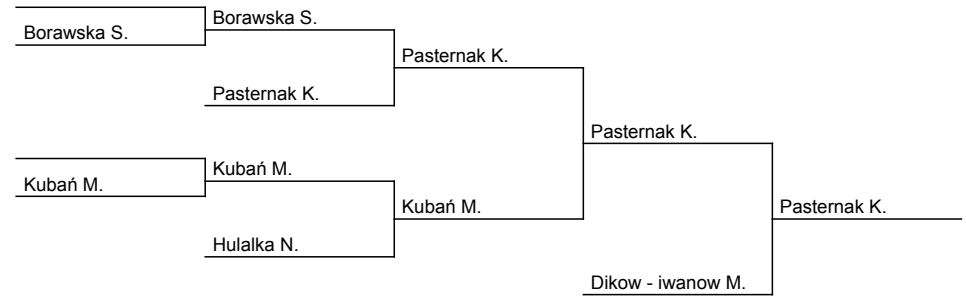 Borawska S.
Borawska S.
Pasternak K.
Pasternak K.
Pasternak K.
Kubań M.
Kubań M.
Kubań M.
Pasternak K.
Hulalka N.
Dikow - iwanow M.